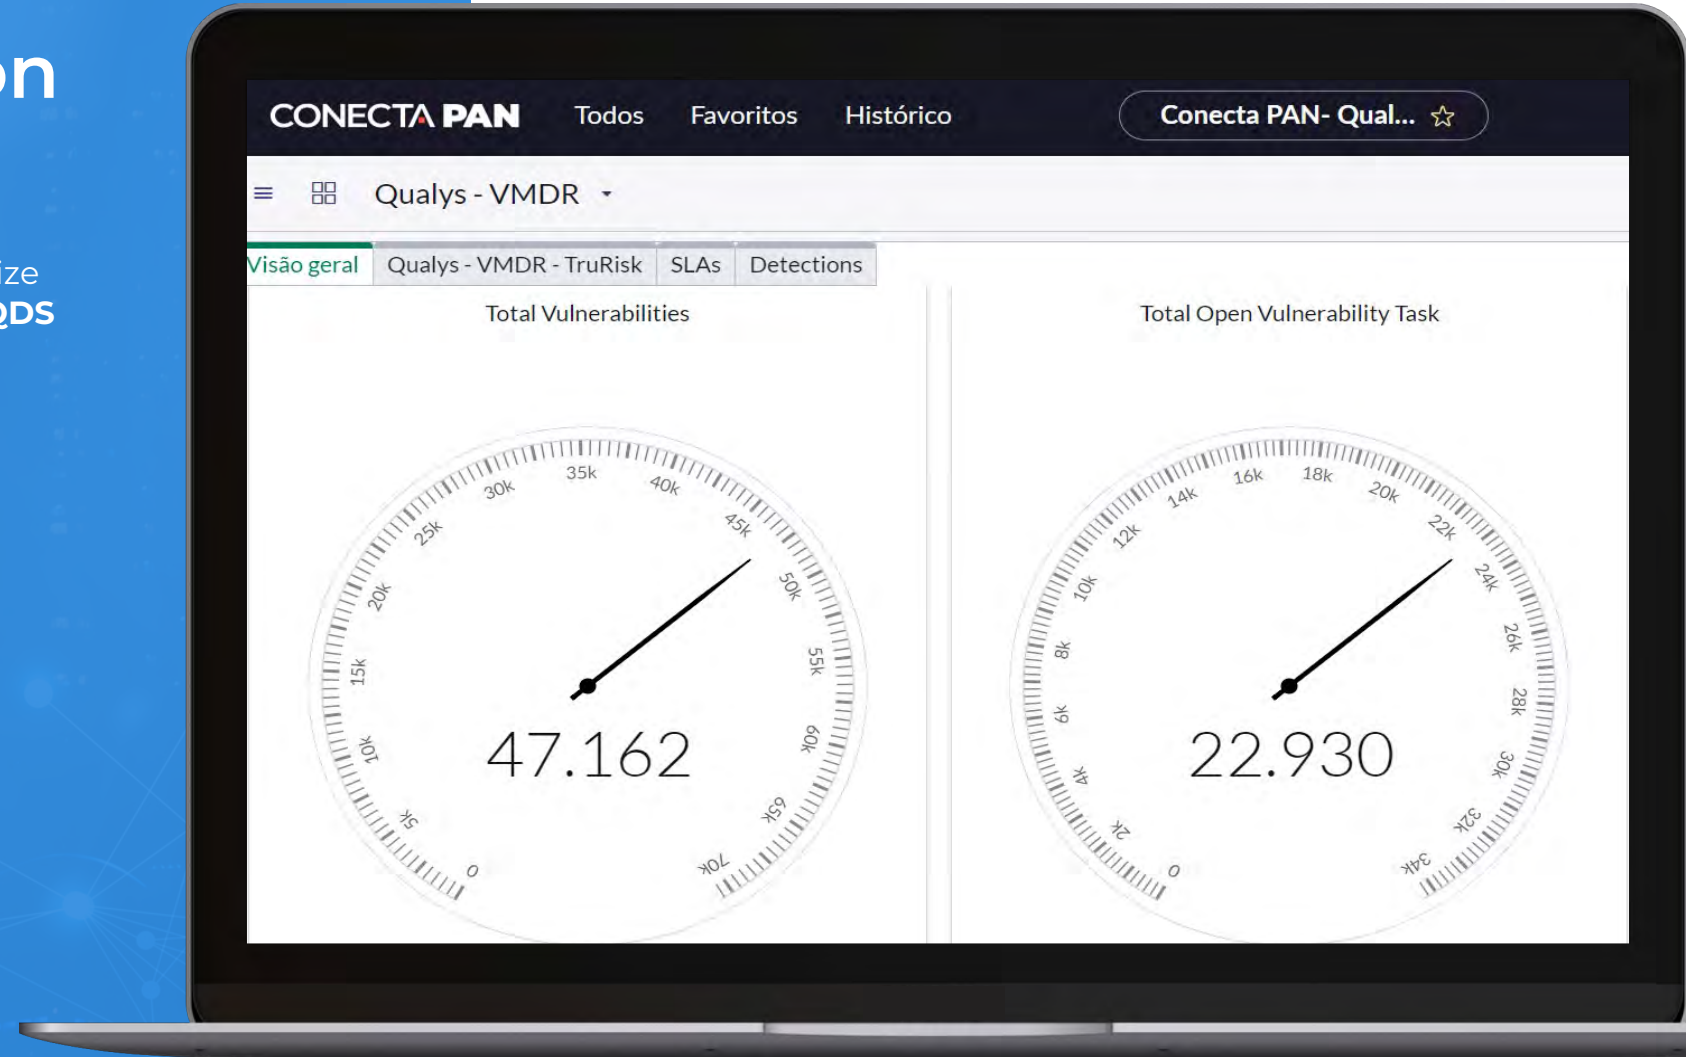 on
ize
QDS
CONECTA PAN Todos Favoritos Histórico Conecta PAN- Qual...
Qualys - VMDR
Visão geral Qualys - VMDR - TruRisk SLAs Detections
Total Vulnerabilities
0 5k 10k 15k 20k 25k 30k 35k 40k 45k 50k 55k 60k 65k 70k
47.162
Total Open Vulnerability Task
0 2k 4k 6k 8k 10k 12k 14k 16k 18k 20k 22k 24k 26k 28k 30k 32k 34k
22.930